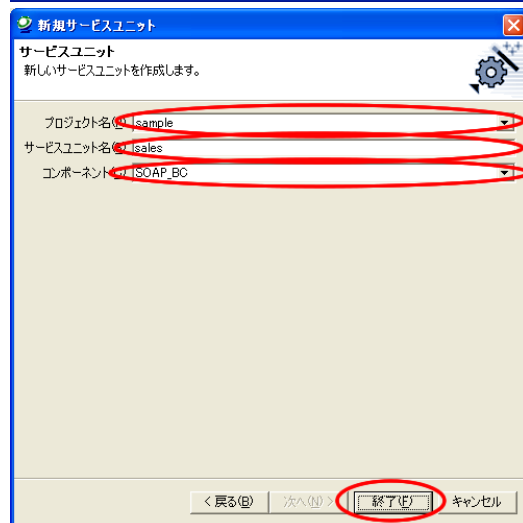 新規サービスユニット
サービスユニット
新しいサービスユニットを作成します。
プロジェクト名(P) sample
サービスユニット名(S) sales
コンポーネント(C) SOAP_BC
< 戻る(B) 次へ(N) > 終了(F) キャンセル